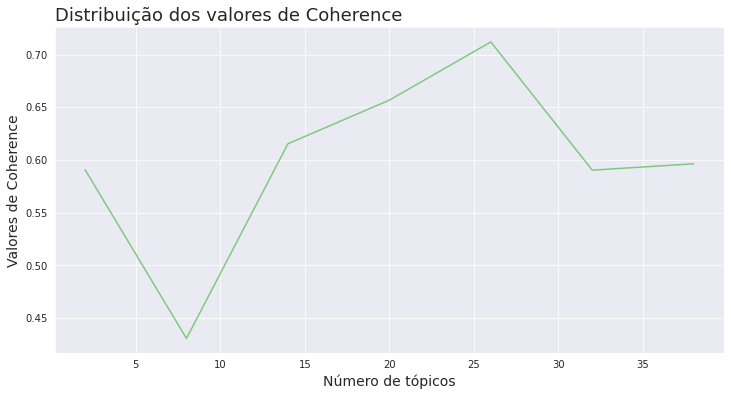 Distribuição dos valores de Coherence
0.70
0.65
0.60
0.55
0.50
0.45
Valores de Coherence
5 10 15 20 25 30 35
Número de tópicos